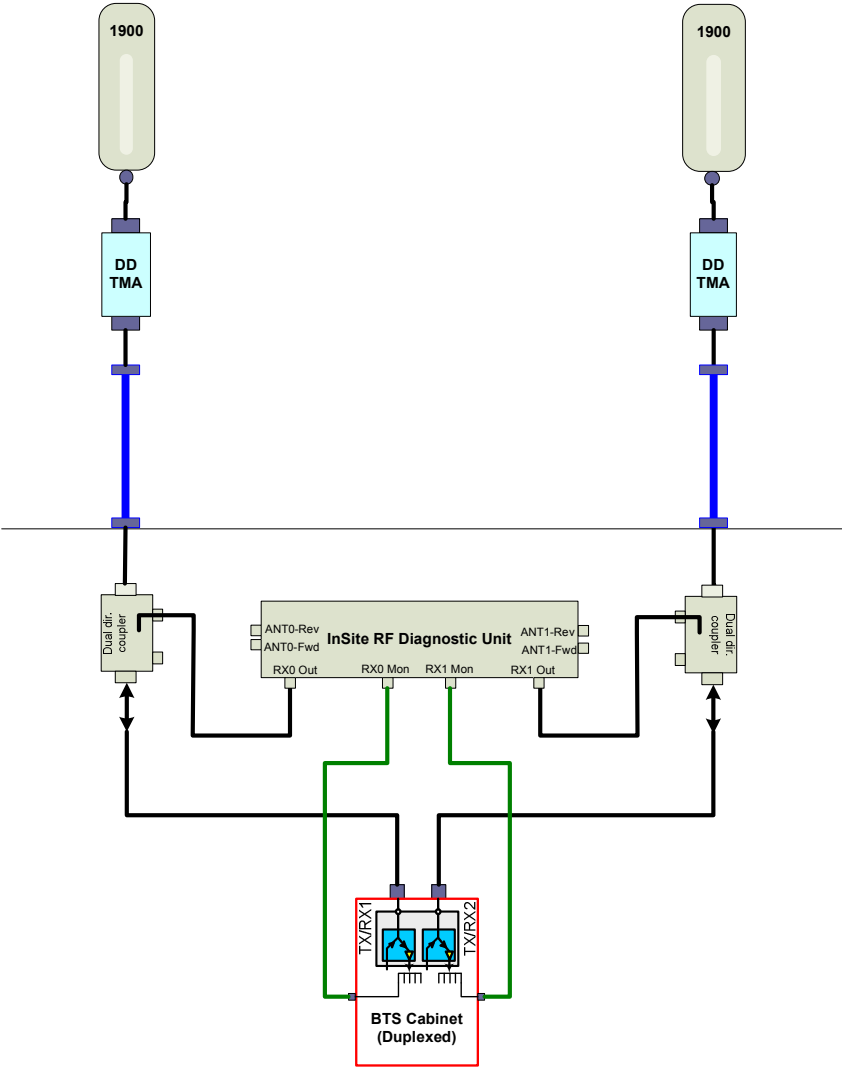 1900
1900
DD
TMA
DD
TMA
Dual dir.
coupler
ANT0-Rev
ANT0-Fwd
InSite RF Diagnostic Unit
ANT1-Rev
ANT1-Fwd
RX0 Out
RX0 Mon
RX1 Mon
RX1 Out
Dual dir.
coupler
TX/RX1
TX/RX2
BTS Cabinet
(Duplexed)